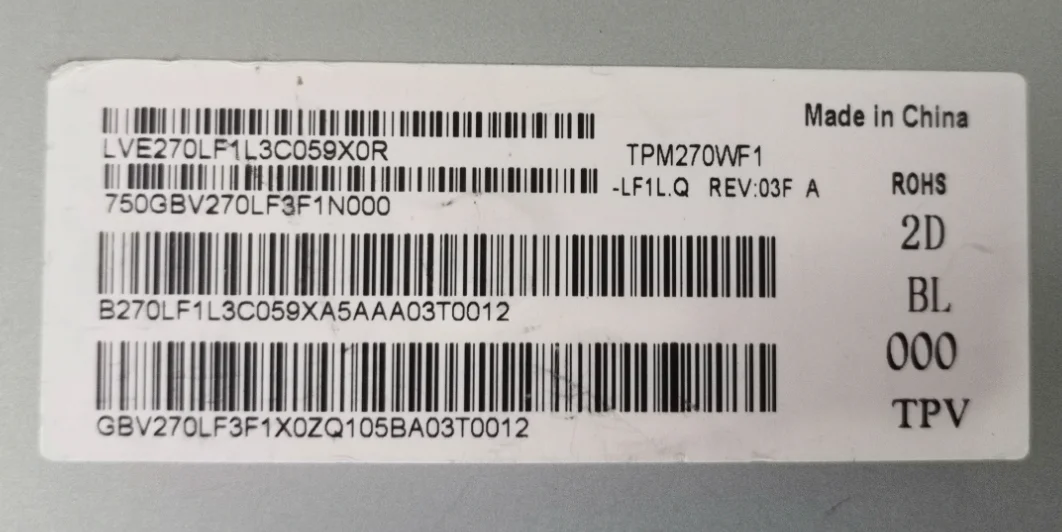 Made in China
LVE270LF1L3C059X0R
TPM270WF1
-LF1L.Q REV:03F A
750GBV270LF3F1N000
ROHS
2D
B270LF1L3C059XA5AAA03T0012
BL
000
GBV270LF3F1X0ZQ105BA03T0012
TPV